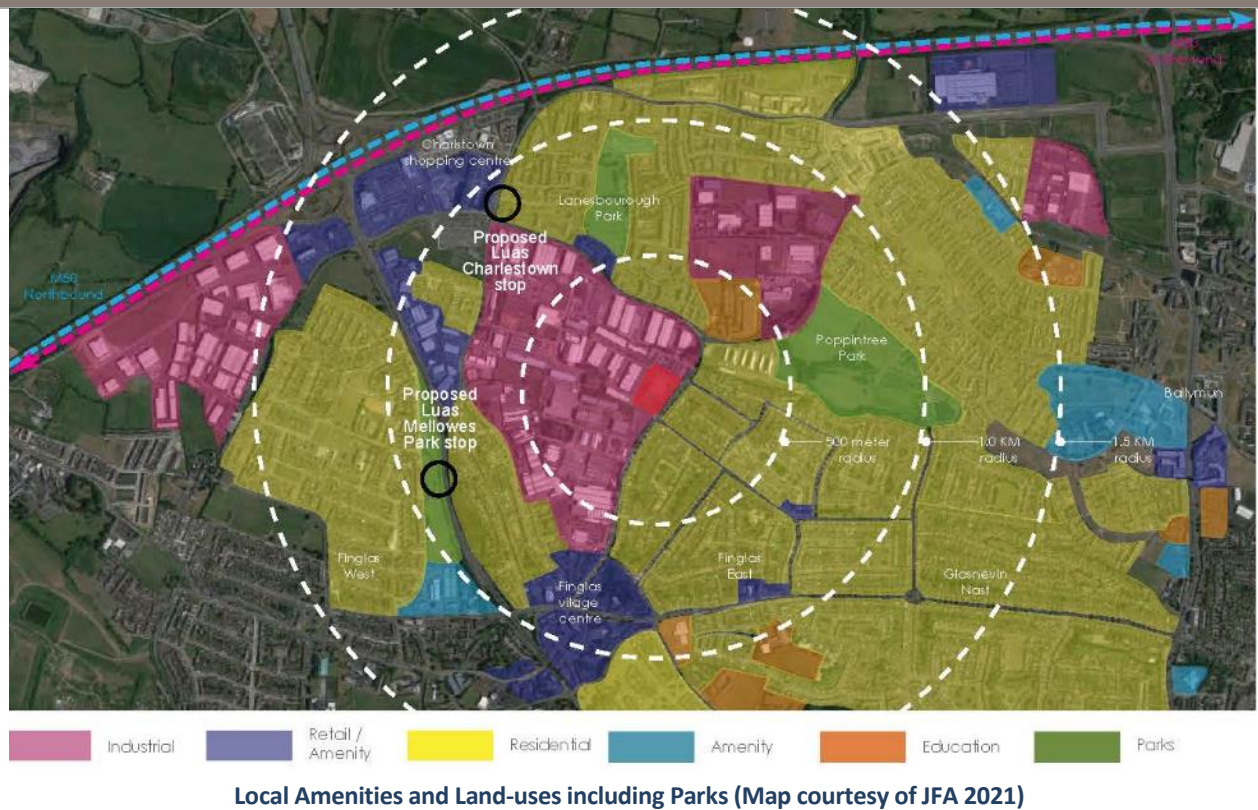 Charlstown
shopping centre
Lanesbourough
Park
Proposed
Luas
Charlestown
stop
M50
Northbound
Poppintree
Park
Proposed
Luas
Mellowes
Park stop
Ballymun
500 meter
radius
1.0 KM
radius
1.5 KM
radius
Finglas
West
Finglas
village
centre
Finglas
East
Glasnevin
Nast
Industrial
Retail /
Amenity
Residential
Amenity
Education
Parks
Local Amenities and Land-uses including Parks (Map courtesy of JFA 2021)